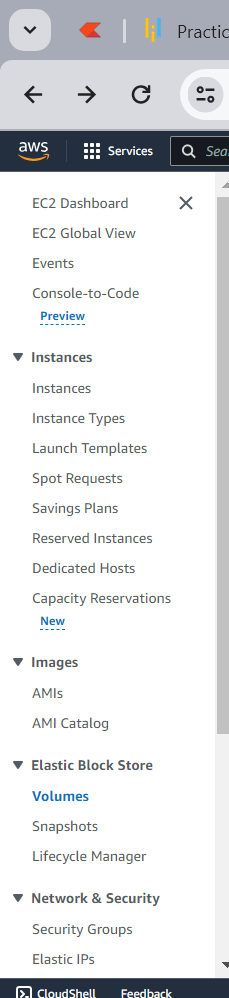 Practic
aws
Services
Sea
EC2 Dashboard
EC2 Global View
Events
Console-to-Code
Preview
Instances
Instances
Instance Types
Launch Templates
Spot Requests
Savings Plans
Reserved Instances
Dedicated Hosts
Capacity Reservations
New
Images
AMIs
AMI Catalog
Elastic Block Store
Volumes
Snapshots
Lifecycle Manager
Network & Security
Security Groups
Elastic IPs
CloudShell Feedback